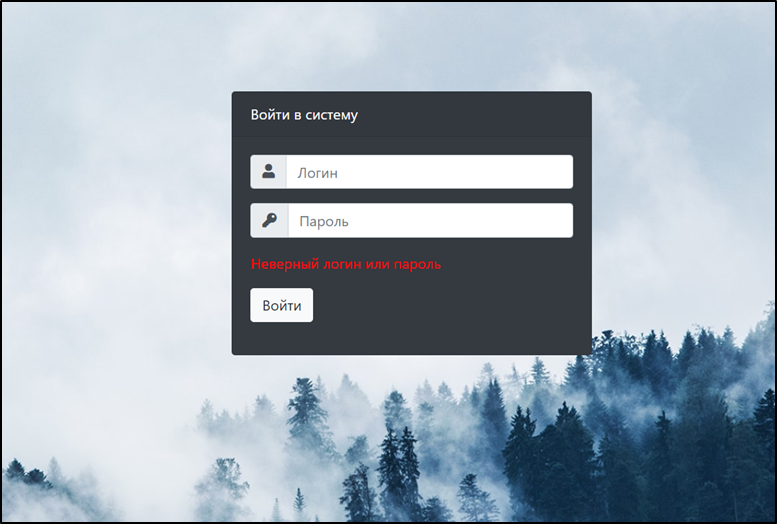 Войти в систему
Логин
Пароль
Неверный логин или пароль
Войти